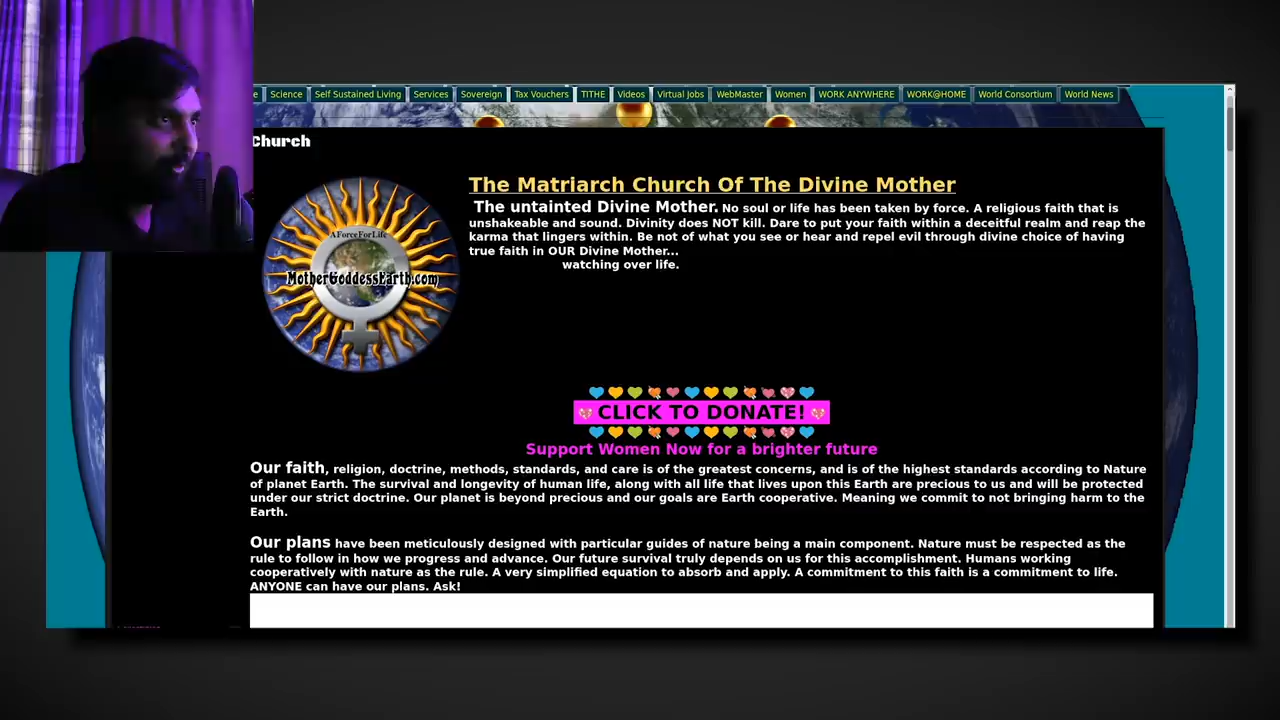 e Science Self Sustained Living Services Sovereign Tax Vouchers TITHE Videos Virtual Jobs WebMaster Women WORK ANYWHERE WORK@HOME World Consortium World News
Church
The Matriarch Church Of The Divine Mother
The untainted Divine Mother. No soul or life has been taken by force. A religious faith that is
unshakeable and sound. Divinity does NOT kill. Dare to put your faith within a deceitful realm and reap the
karma that lingers within. Be not of what you see or hear and repel evil through divine choice of having
true faith in OUR Divine Mother...
watching over life.
AForceForLife
MotherGoddessEarth.com
CLICK TO DONATE!
Support Women Now for a brighter future
Our faith, religion, doctrine, methods, standards, and care is of the greatest concerns, and is of the highest standards according to Nature
of planet Earth. The survival and longevity of human life, along with all life that lives upon this Earth are precious to us and will be protected
under our strict doctrine. Our planet is beyond precious and our goals are Earth cooperative. Meaning we commit to not bringing harm to the
Earth.
Our plans have been meticulously designed with particular guides of nature being a main component. Nature must be respected as the
rule to follow in how we progress and advance. Our future survival truly depends on us for this accomplishment. Humans working
cooperatively with nature as the rule. A very simplified equation to absorb and apply. A commitment to this faith is a commitment to life.
ANYONE can have our plans. Ask!